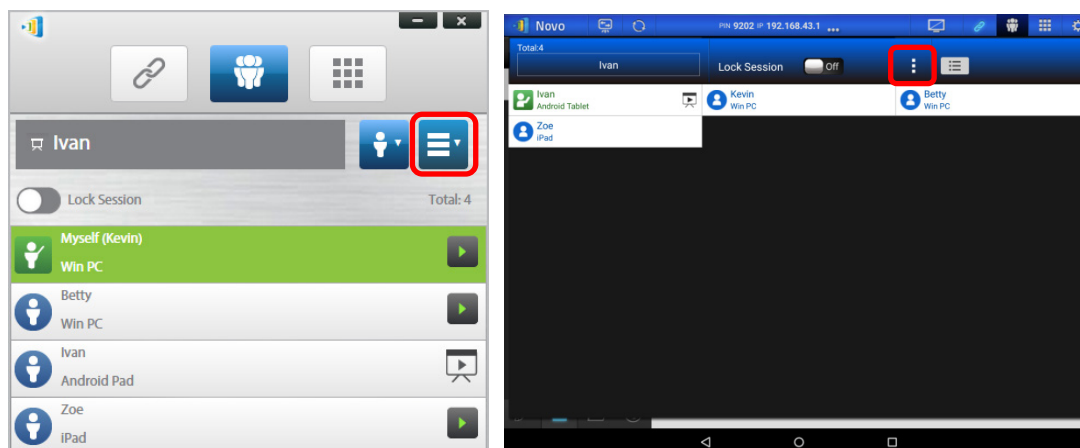 Ivan
Lock Session
Total: 4
Myself (Kevin)
Win PC
Betty
Win PC
Ivan
Android Pad
Zoe
iPad
Novo
PIN 9202 IP 192.168.43.1 ...
Total:4
Ivan
Lock Session
Off
Ivan
Android Tablet
Kevin
Win PC
Betty
Win PC
Zoe
iPad